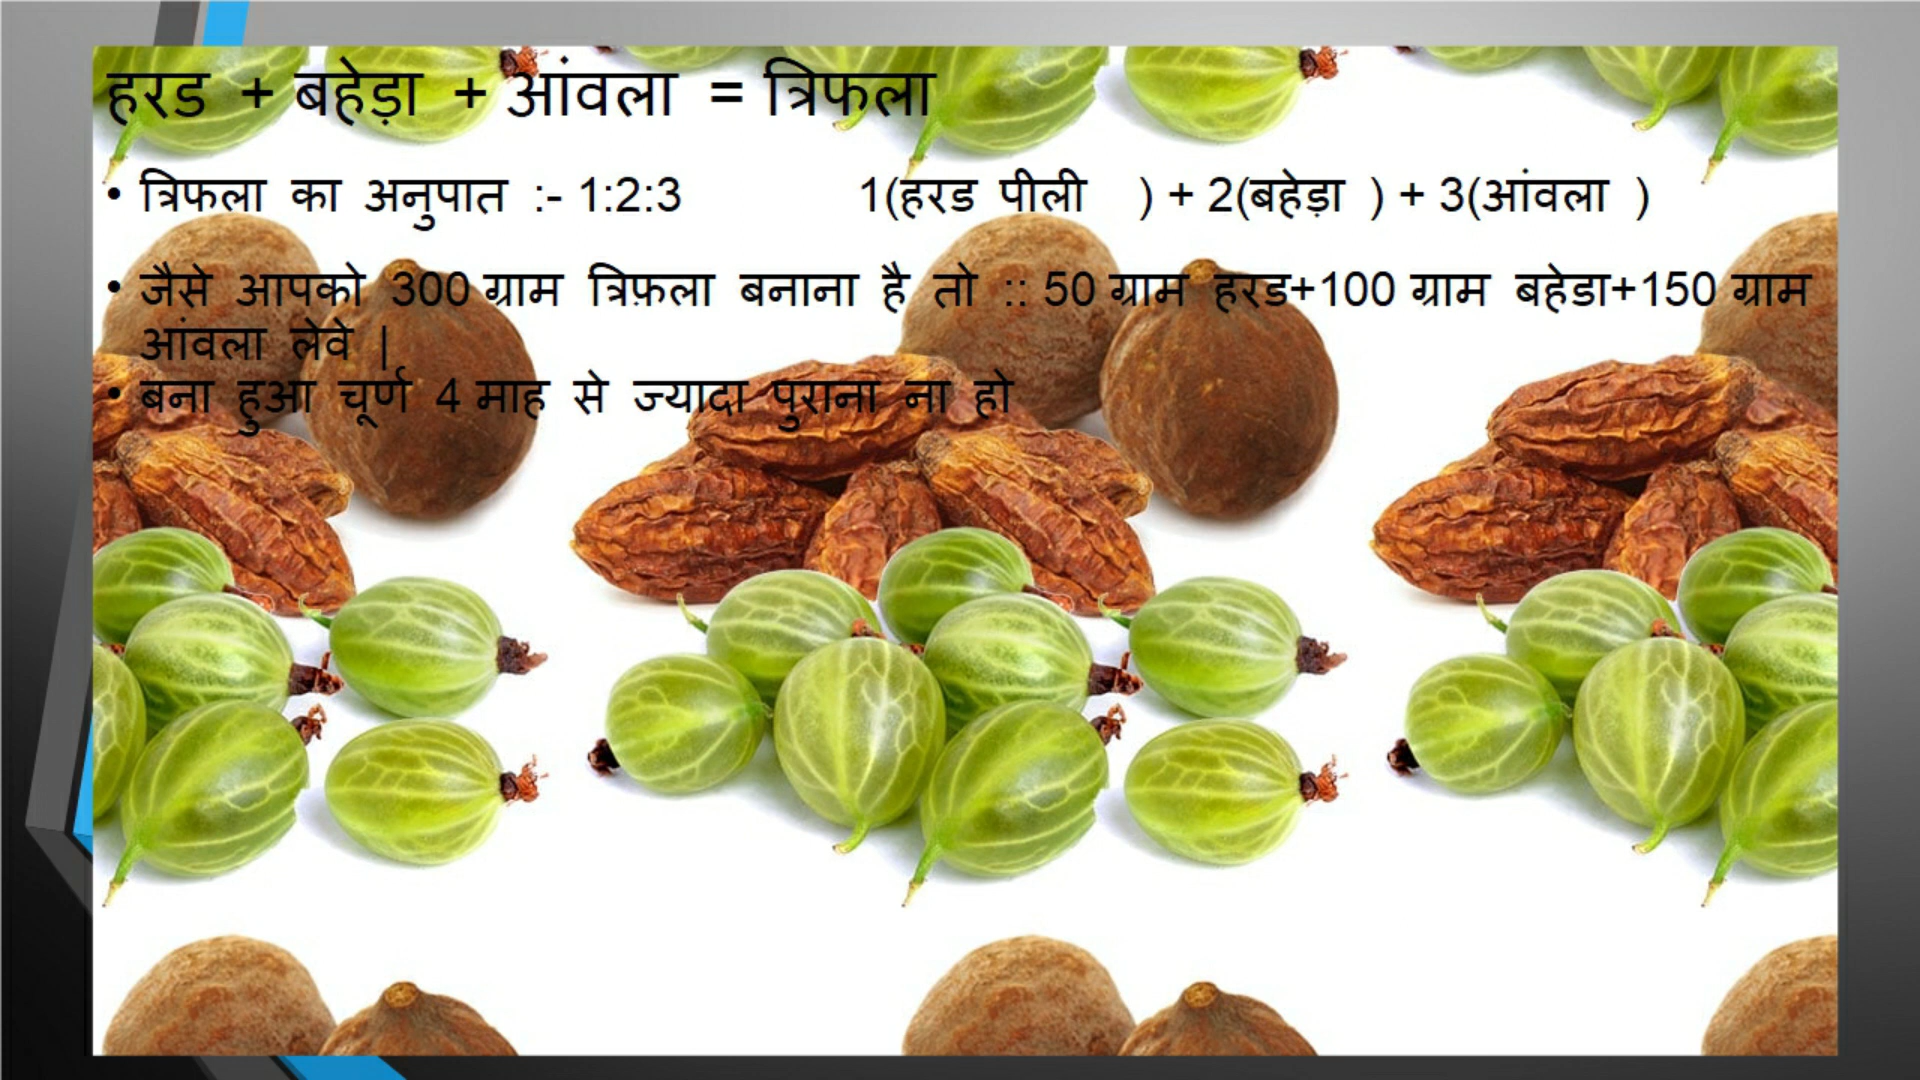 हरड + बहेड़ा + आंवला = त्रिफला
• त्रिफला का अनुपात :- 1:2:3 1(हरड पीली ) + 2(बहेड़ा ) + 3(आंवला )
• जैसे आपको 300 ग्राम त्रिफ़ला बनाना है तो :: 50 ग्राम हरड+100 ग्राम बहेडा+150 ग्राम
आंवला लेवे |
• बना हुआ चूर्ण 4 माह से ज्यादा पुराना ना हो